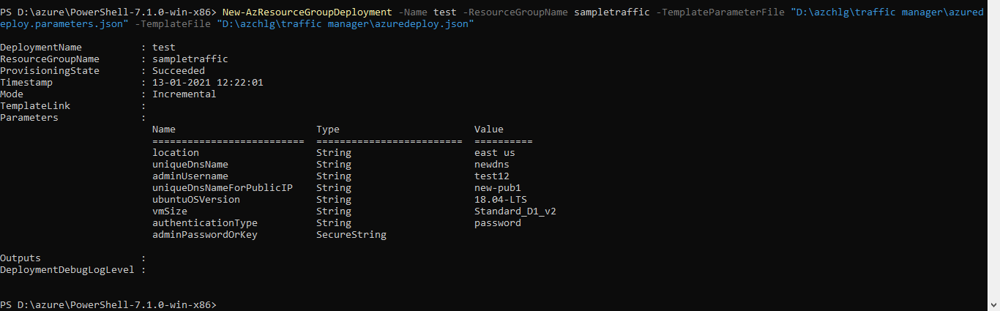 PS D:\azure\PowerShell-7.1.0-win-x86> New-AzResourceGroupDeployment -Name test -ResourceGroupName sampletraffic -TemplateParameterFile "D:\azchlg\traffic manager\azured
eploy.parameters.json" -TemplateFile "D:\azchlg\traffic manager\azuredeploy.json"
DeploymentName : test
ResourceGroupName : sampletraffic
ProvisioningState : Succeeded
Timestamp : 13-01-2021 12:22:01
Mode : Incremental
TemplateLink :
Parameters :
Name Type Value
========================== ========================= ==========
location String east us
uniqueDnsName String newdns
adminUsername String test12
uniqueDnsNameForPublicIP String new-pub1
ubuntuOSVersion String 18.04-LTS
vmSize String Standard_D1_v2
authenticationType String password
adminPasswordOrKey SecureString
Outputs :
DeploymentDebugLogLevel :
PS D:\azure\PowerShell-7.1.0-win-x86>